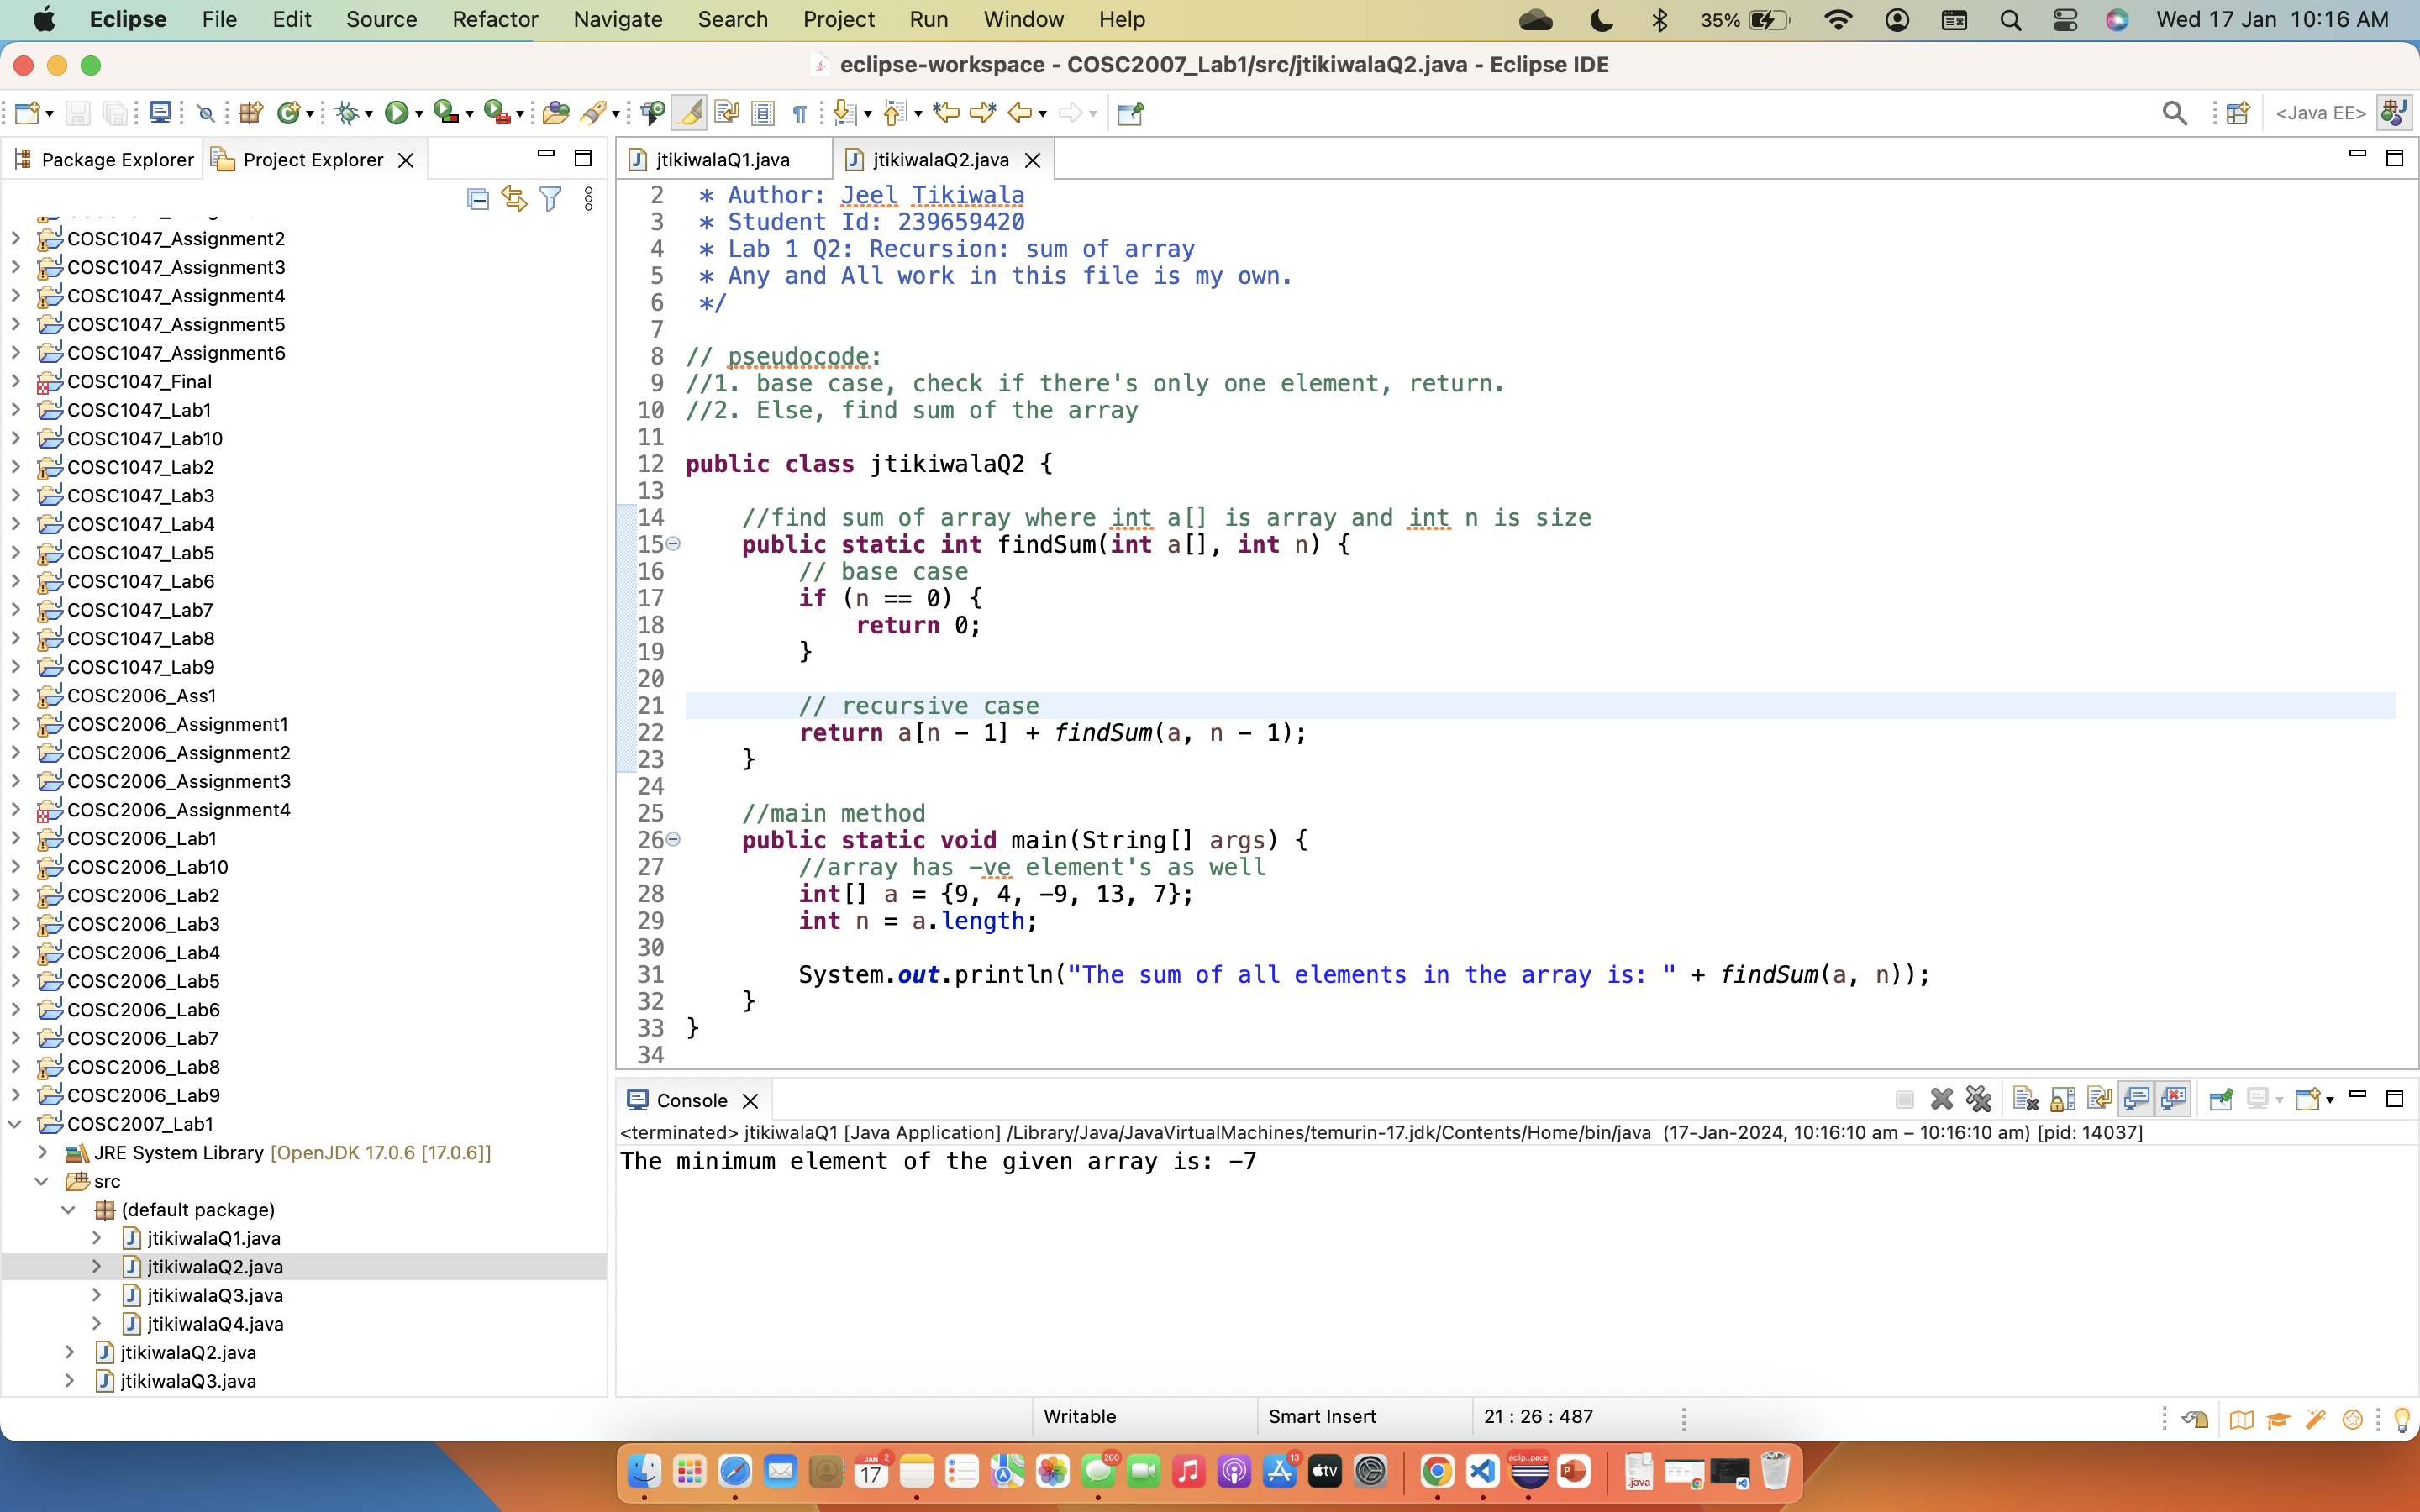 Eclipse File Edit Source Refactor Navigate Search Project Run Window Help 35% Wed 17 Jan 10:16 AM
eclipse-workspace - COSC2007_Lab1/src/jtikiwalaQ2.java - Eclipse IDE
<Java EE>
Package Explorer Project Explorer
COSC1047_Assignment2
COSC1047_Assignment3
COSC1047_Assignment4
COSC1047_Assignment5
COSC1047_Assignment6
COSC1047_Final
COSC1047_Lab1
COSC1047_Lab10
COSC1047_Lab2
COSC1047_Lab3
COSC1047_Lab4
COSC1047_Lab5
COSC1047_Lab6
COSC1047_Lab7
COSC1047_Lab8
COSC1047_Lab9
COSC2006_Ass1
COSC2006_Assignment1
COSC2006_Assignment2
COSC2006_Assignment3
COSC2006_Assignment4
COSC2006_Lab1
COSC2006_Lab10
COSC2006_Lab2
COSC2006_Lab3
COSC2006_Lab4
COSC2006_Lab5
COSC2006_Lab6
COSC2006_Lab7
COSC2006_Lab8
COSC2006_Lab9
COSC2007_Lab1
JRE System Library [OpenJDK 17.0.6 [17.0.6]]
src
(default package)
jtikiwalaQ1.java
jtikiwalaQ2.java
jtikiwalaQ3.java
jtikiwalaQ4.java
jtikiwalaQ2.java
jtikiwalaQ3.java
jtikiwalaQ1.java jtikiwalaQ2.java
2 * Author: Jeel Tikiwala
3 * Student Id: 239659420
4 * Lab 1 Q2: Recursion: sum of array
5 * Any and All work in this file is my own.
6 */
7
8 // pseudocode:
9 //1. base case, check if there's only one element, return.
10 //2. Else, find sum of the array
11
12 public class jtikiwalaQ2 {
13
14 //find sum of array where int a[] is array and int n is size
15 public static int findSum(int a[], int n) {
16 // base case
17 if (n == 0) {
18 return 0;
19 }
20
21 // recursive case
22 return a[n - 1] + findSum(a, n - 1);
23 }
24
25 //main method
26 public static void main(String[] args) {
27 //array has -ve element's as well
28 int[] a = {9, 4, -9, 13, 7};
29 int n = a.length;
30
31 System.out.println("The sum of all elements in the array is: " + findSum(a, n));
32 }
33 }
34
Console
<terminated> jtikiwalaQ1 [Java Application] /Library/Java/JavaVirtualMachines/temurin-17.jdk/Contents/Home/bin/java (17-Jan-2024, 10:16:10 am – 10:16:10 am) [pid: 14037]
The minimum element of the given array is: -7
Writable Smart Insert 21 : 26 : 487
JAN 17 2 260 13 tv eclip...pace P .java